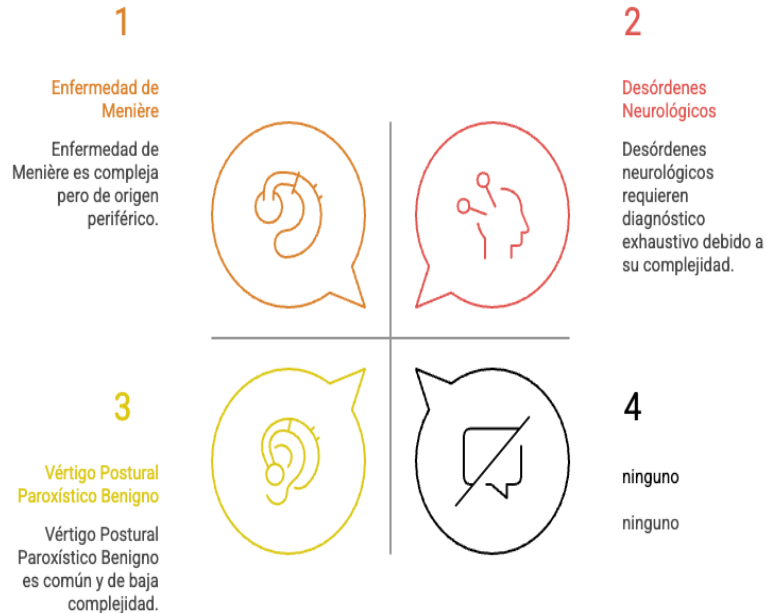 1
Enfermedad de
Menière
Enfermedad de
Menière es compleja
pero de origen
periférico.
2
Desórdenes
Neurológicos
Desórdenes
neurológicos
requieren
diagnóstico
exhaustivo debido a
su complejidad.
3
Vértigo Postural
Paroxístico Benigno
Vértigo Postural
Paroxístico Benigno
es común y de baja
complejidad.
4
ninguno
ninguno